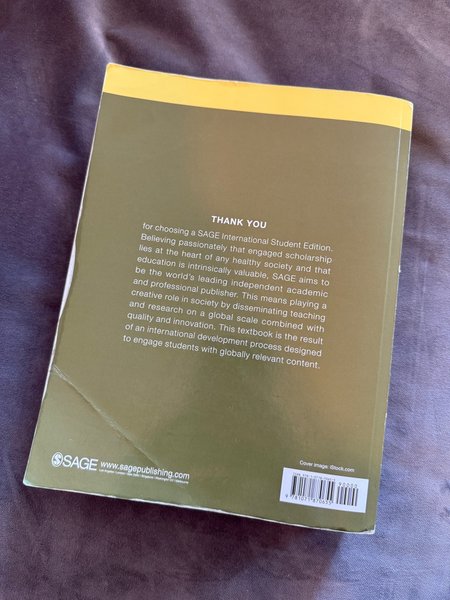 THANK YOU
for choosing a SAGE International Student Edition.
Believing passionately that engaged scholarship
lies at the heart of any healthy society and that
education is intrinsically valuable, SAGE aims to
be the world's leading independent academic
and professional publisher. This means playing a
creative role in society by disseminating teaching
and research on a global scale combined with
quality and innovation. This textbook is the result
of an international development process designed
to engage students with globally relevant content.
SAGE www.sagepublishing.com
Cover image: iStock.com
90000
9 781071 870655